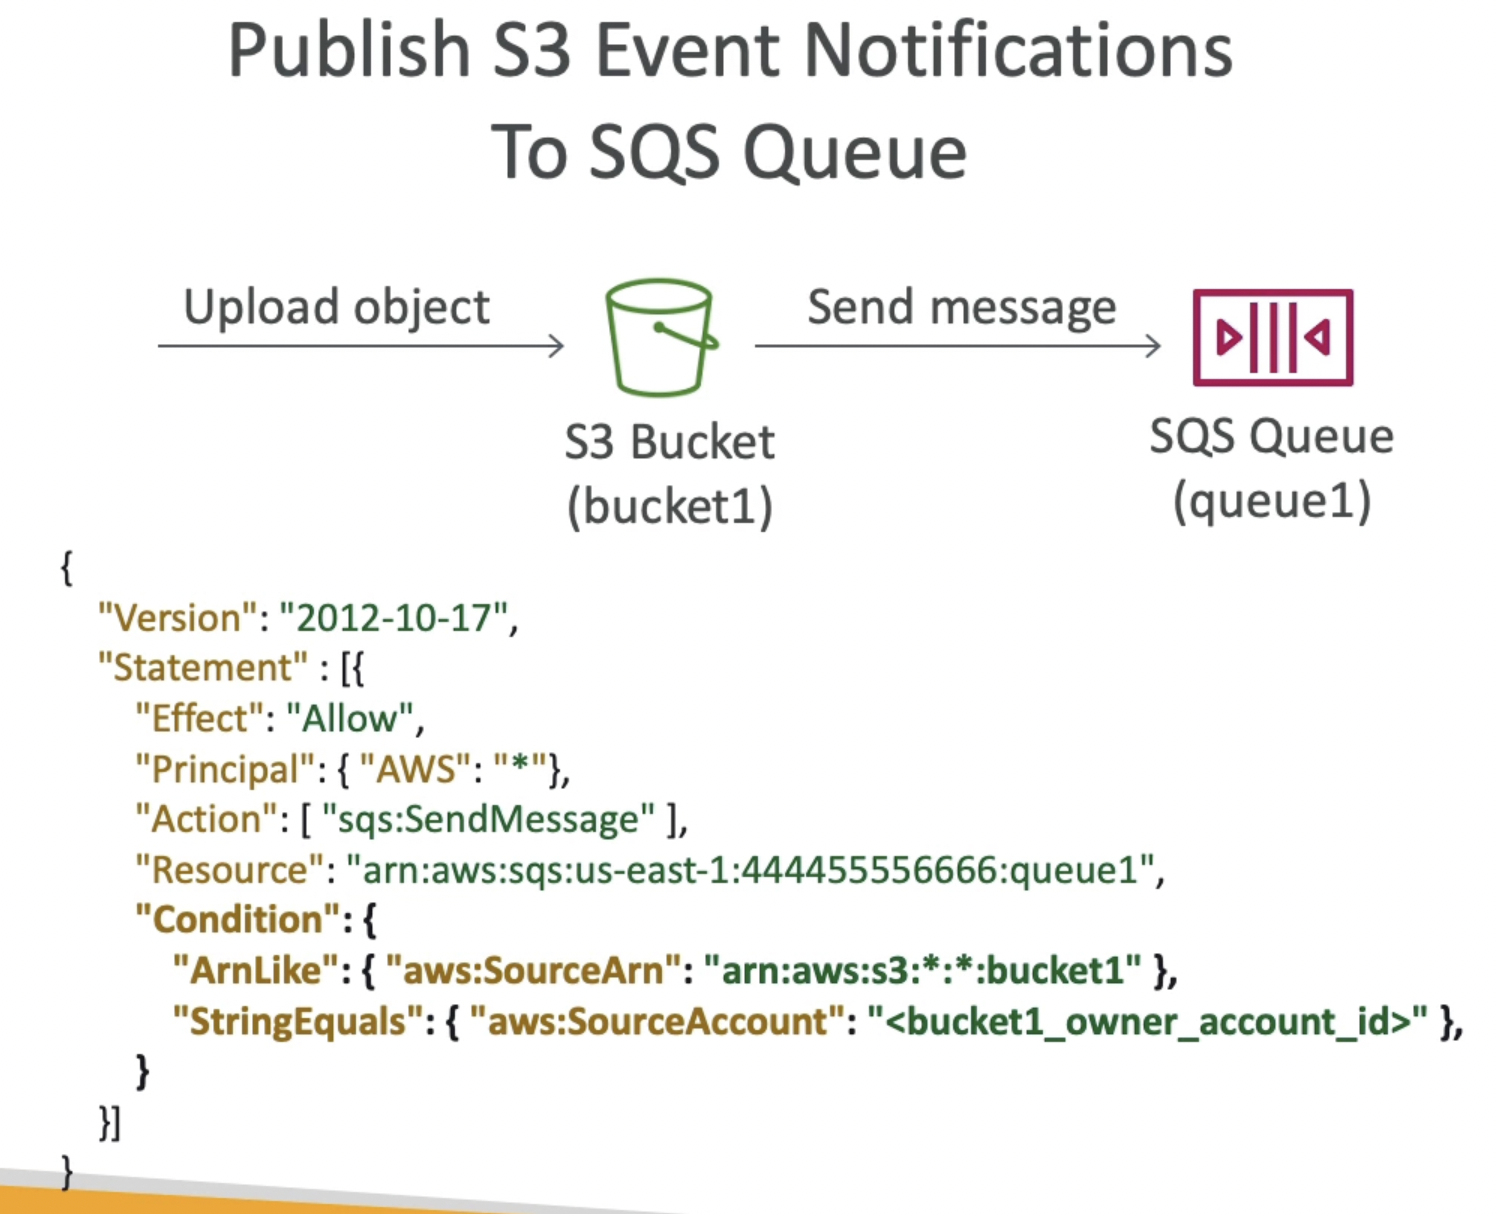 Publish S3 Event Notifications
To SQS Queue
Upload object
Send message
S3 Bucket
(bucket1)
SQS Queue
(queue1)
{
"Version": "2012-10-17",
"Statement" : [{
"Effect": "Allow",
"Principal": { "AWS": "*"},
"Action": [ "sqs:SendMessage" ],
"Resource": "arn:aws:sqs:us-east-1:444455556666:queue1",
"Condition": {
"ArnLike": { "aws:SourceArn": "arn:aws:s3:*:*:bucket1" },
"StringEquals": { "aws:SourceAccount": "<bucket1_owner_account_id>" },
}
}]
}